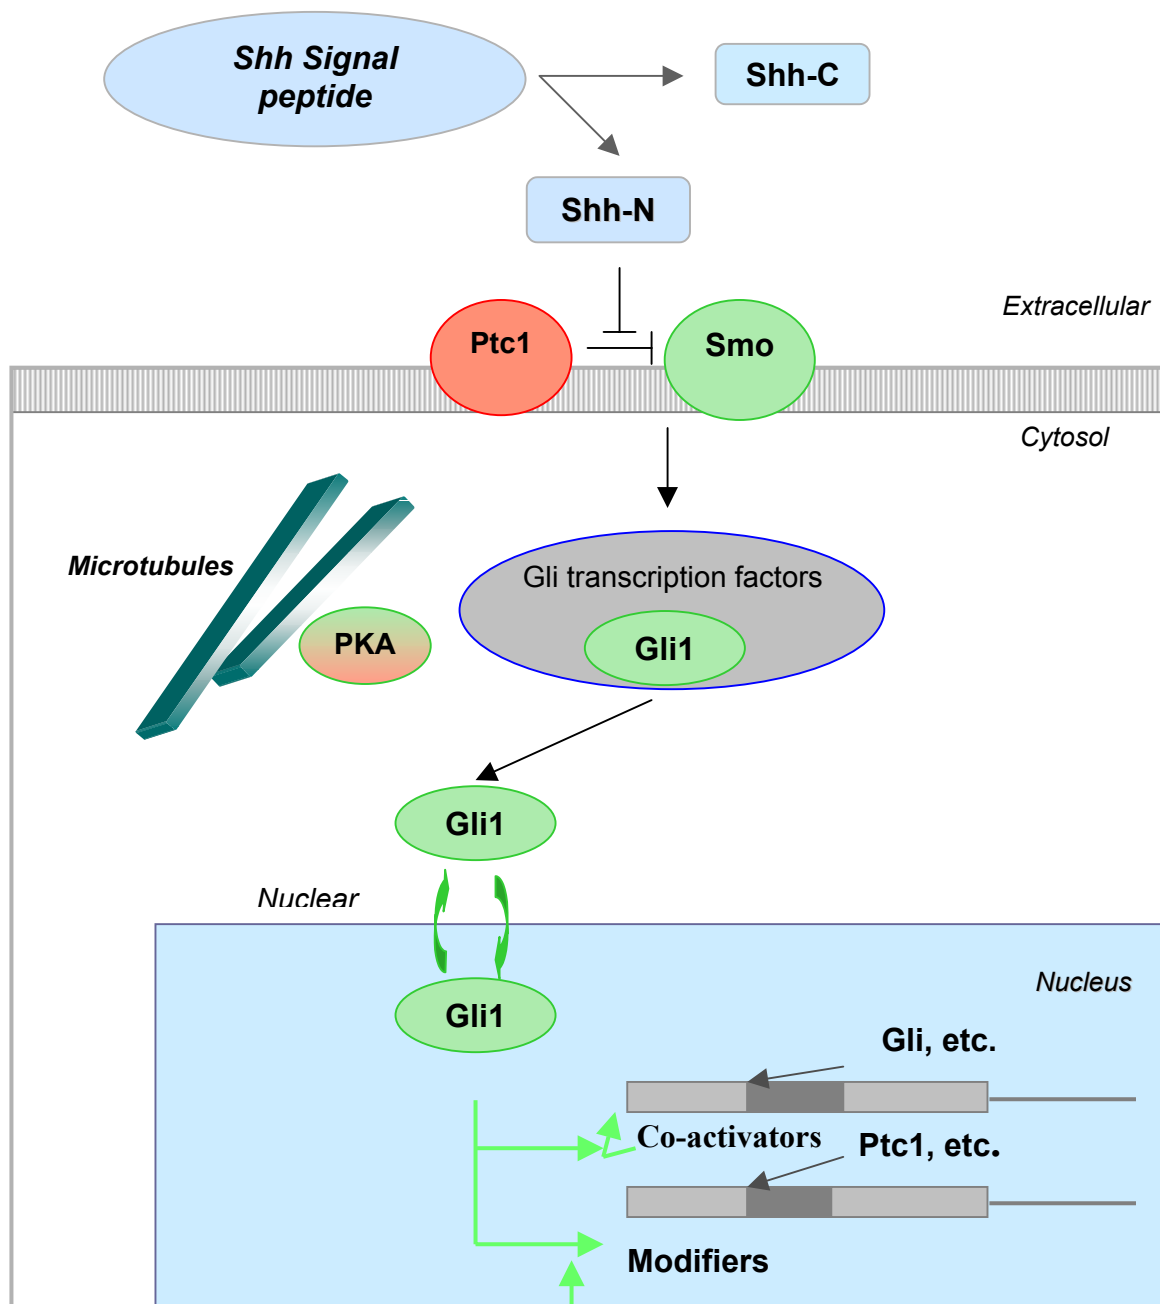 Shh Signal
peptide
Shh-C
Shh-N
Extracellular
Ptc1
Smo
Cytosol
Microtubules
Gli transcription factors
PKA
Gli1
Gli1
Nuclear
Gli1
Nucleus
Gli, etc.
Co-activators
Ptc1, etc.
Modifiers